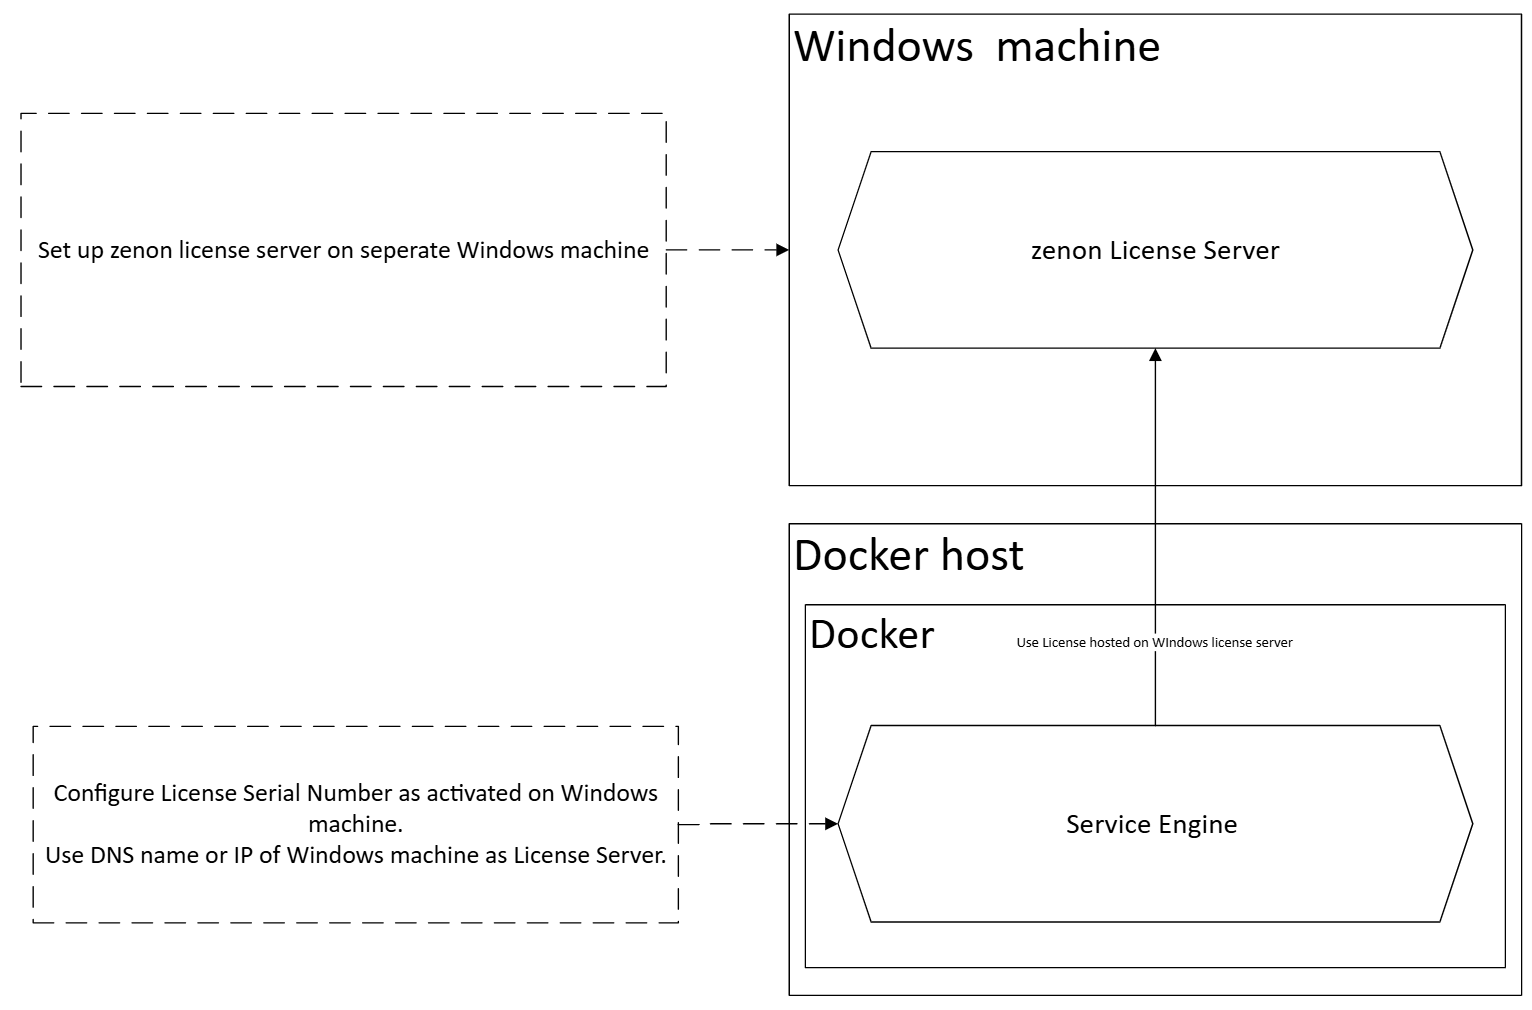 Windows  machine
Set up zenon license server on seperate Windows machine
zenon License Server
Docker host
Docker
Use License hosted on WIndows license server
Configure License Serial Number as activated on Windows
machine.
Use DNS name or IP of Windows machine as License Server.
Service Engine